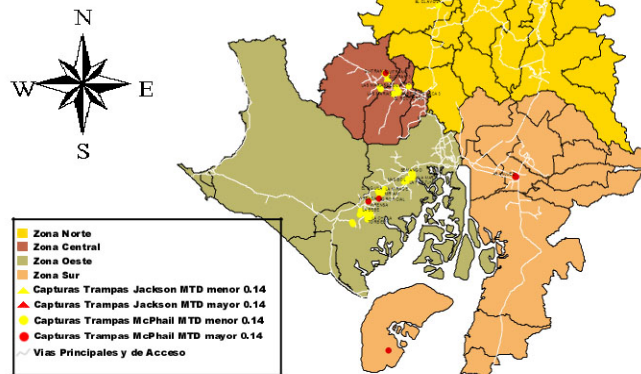 N
W
E
S
Zona Norte
Zona Central
Zona Oeste
Zona Sur
Capturas Trampas Jackson MTD menor 0.14
Capturas Trampas Jackson MTD mayor 0.14
Capturas Trampas McPhail MTD menor 0.14
Capturas Trampas McPhail MTD mayor 0.14
Vias Principales y de Acceso